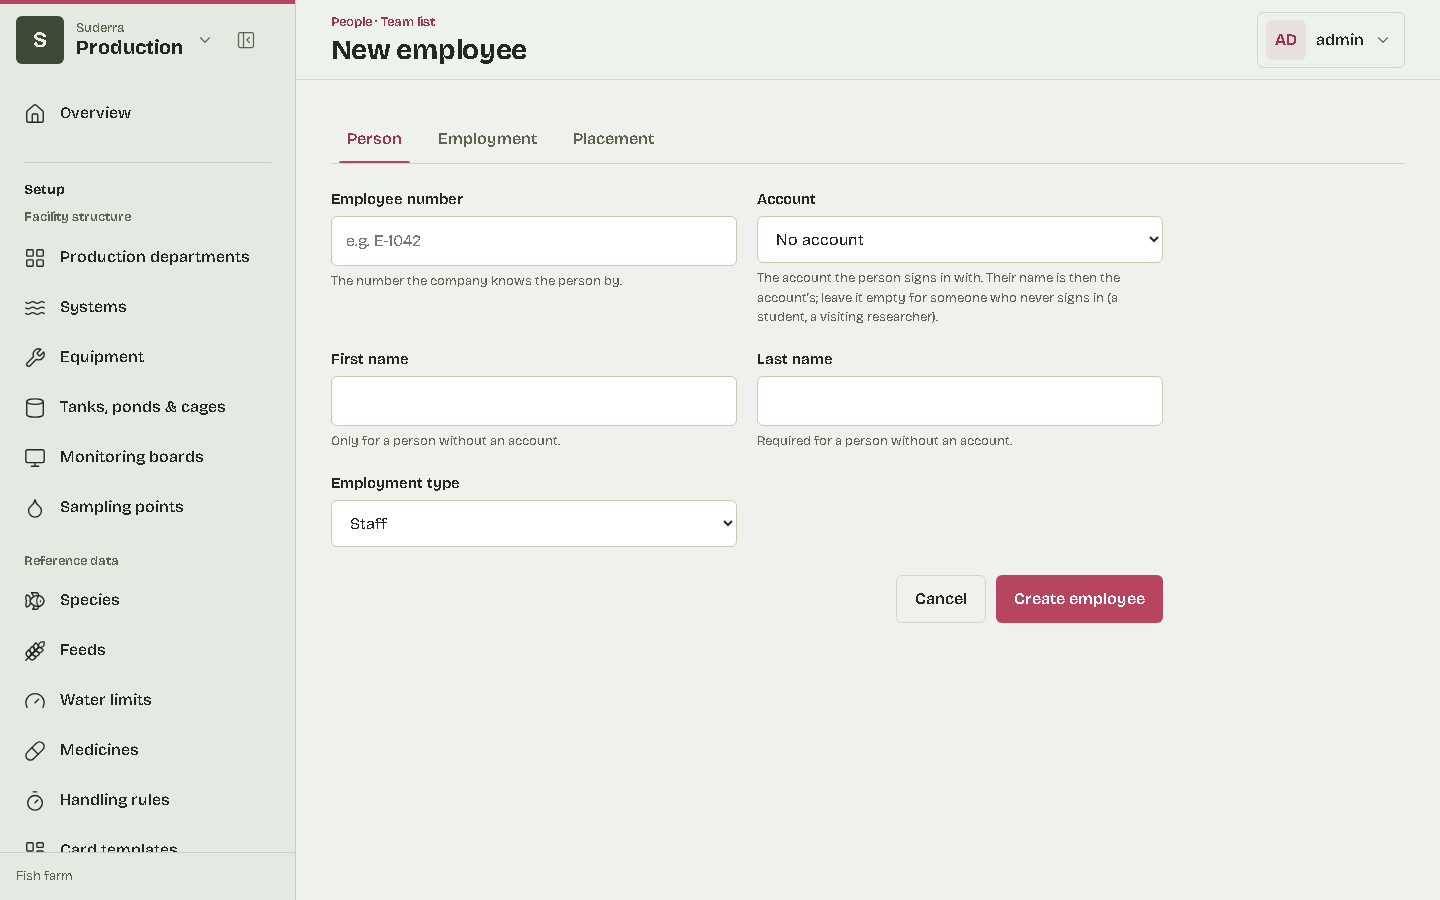 S
Suderra
Production
Overview
Setup
Facility structure
Production departments
Systems
Equipment
Tanks, ponds & cages
Monitoring boards
Sampling points
Reference data
Species
Feeds
Water limits
Medicines
Handling rules
Card templates
Fish farm
People · Team list
New employee
AD
admin
Person
Employment
Placement
Employee number
e.g. E-1042
The number the company knows the person by.
Account
No account
The account the person signs in with. Their name is then the
account's; leave it empty for someone who never signs in (a
student, a visiting researcher).
First name
Only for a person without an account.
Last name
Required for a person without an account.
Employment type
Staff
Cancel
Create employee